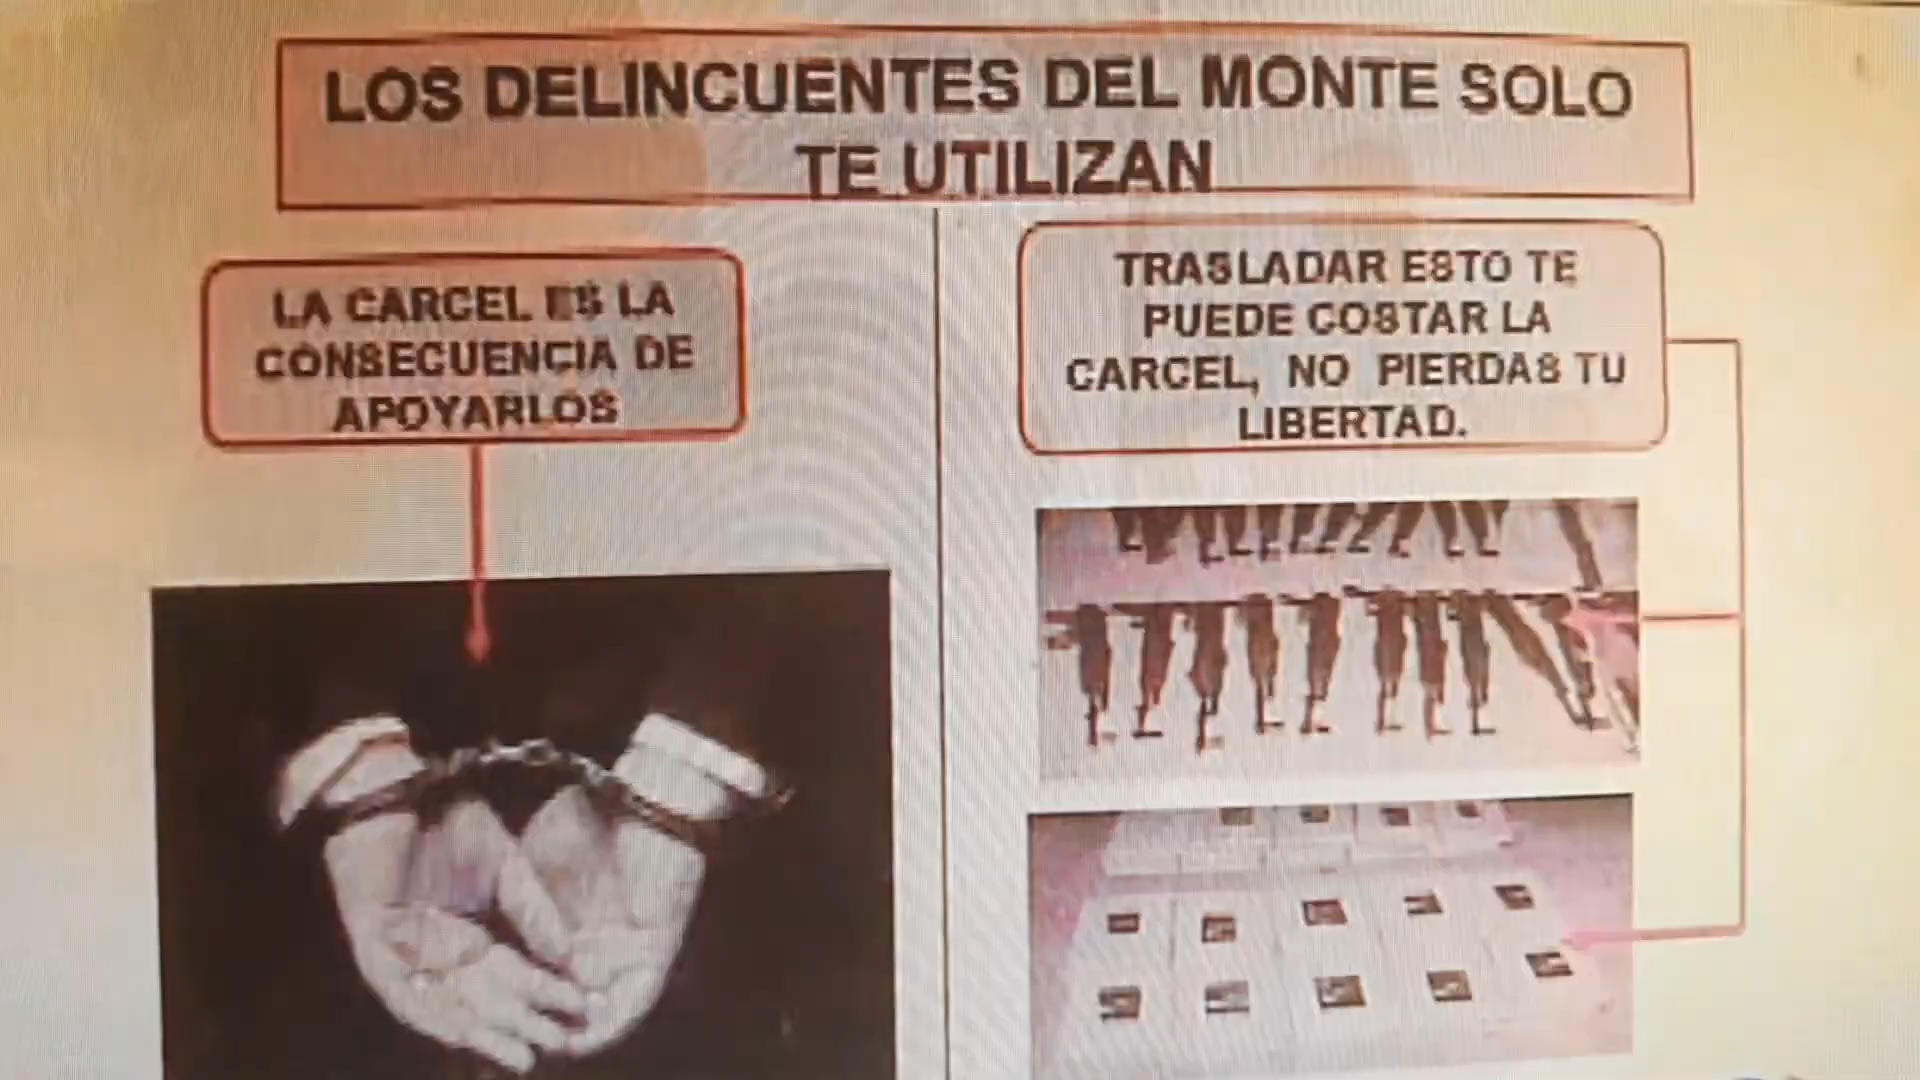 LOS DELINCUENTES DEL MONTE SOLO
TE UTILIZAN
LA CARCEL ES LA
CONSECUENCIA DE
APOYARLOS
TRASLADAR ESTO TE
PUEDE COSTAR LA
CARCEL, NO PIERDAS TU
LIBERTAD.